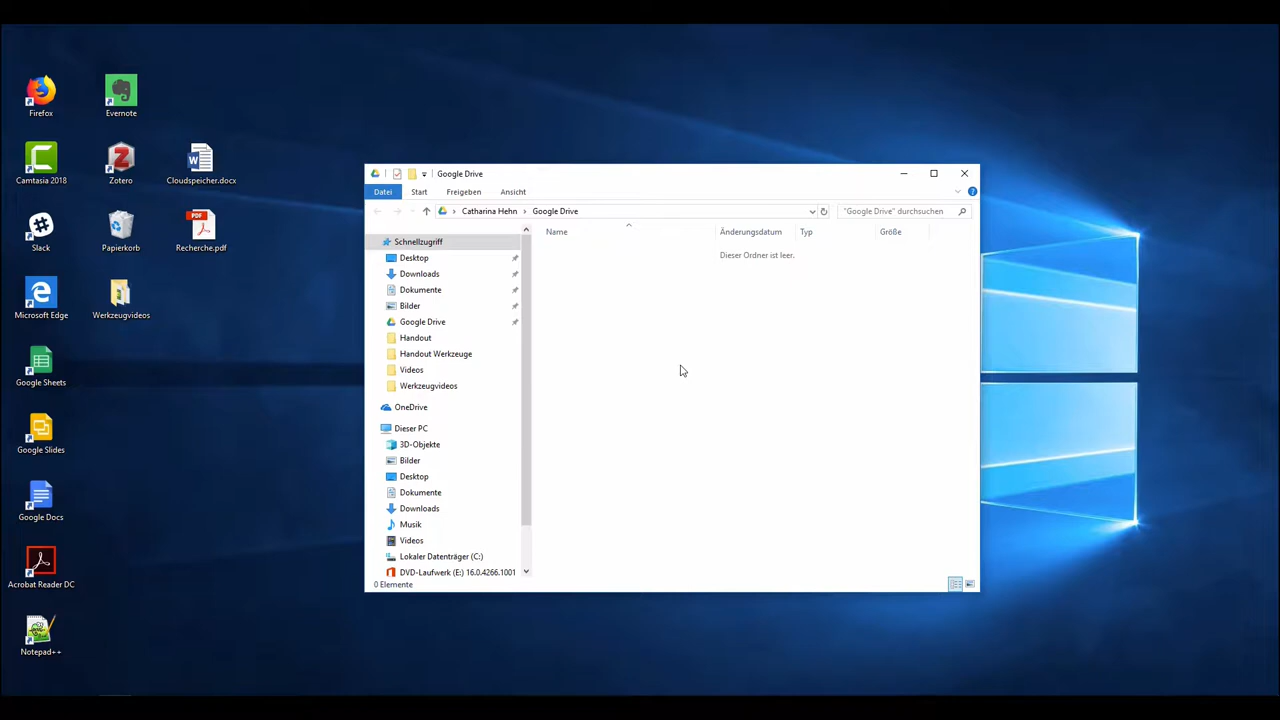 Firefox
Evernote
Camtasia 2018
Zotero
Cloudspeicher.docx
Slack
Papierkorb
Recherche.pdf
Microsoft Edge
Werkzeugvideos
Google Sheets
Google Slides
Google Docs
Acrobat Reader DC
Notepad++
Google Drive
Datei
Start
Freigeben
Ansicht
Catharina Hehn > Google Drive
"Google Drive" durchsuchen
Name
Änderungsdatum
Typ
Größe
Dieser Ordner ist leer.
Schnellzugriff
Desktop
Downloads
Dokumente
Bilder
Google Drive
Handout
Handout Werkzeuge
Videos
Werkzeugvideos
OneDrive
Dieser PC
3D-Objekte
Bilder
Desktop
Dokumente
Downloads
Musik
Videos
Lokaler Datenträger (C:)
DVD-Laufwerk (E:) 16.0.4266.1001
0 Elemente